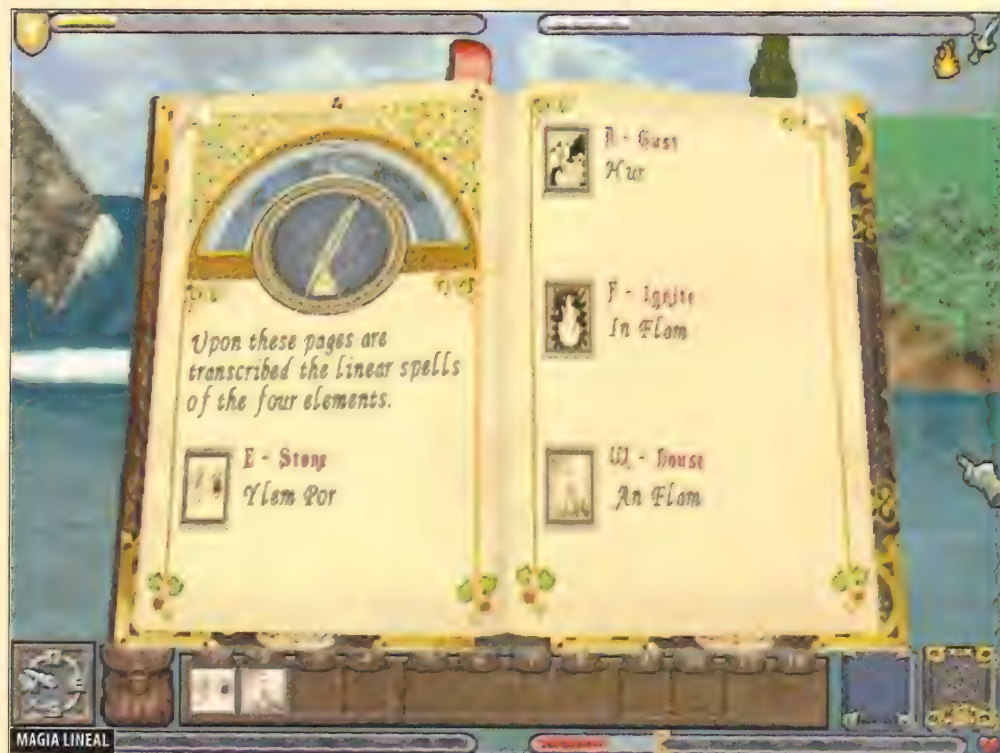 Upon these pages are
transcribed the linear spells
of the four elements.
E - Stone
Ylem Por
A - Gust
Hur
F - Ignite
In Flam
W - Douse
An Flam
MAGIA LINEAL